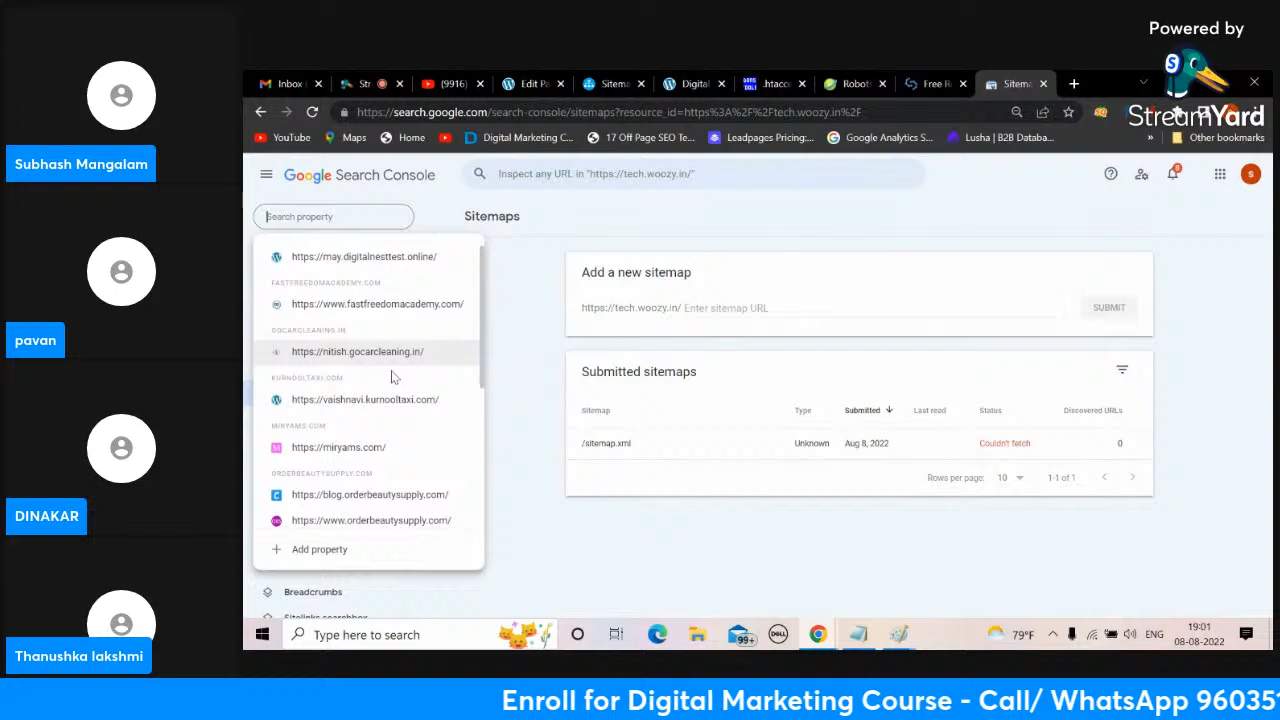 Powered by
StreamYard
Subhash Mangalam
pavan
DINAKAR
Thanushka lakshmi
Inbox
Str
(9916)
Edit Pa
Sitema
Digital
.htacce
Robots
Free R
Sitema
https://search.google.com/search-console/sitemaps?resource_id=https%3A%2F%2Ftech.woozy.in%2F
YouTube
Maps
Home
Digital Marketing C...
17 Off Page SEO Te...
Leadpages Pricing:...
Google Analytics S...
Lusha | B2B Databa...
»
Other bookmarks
Google Search Console
Inspect any URL in "https://tech.woozy.in/"
8
s
Search property
Sitemaps
https://may.digitalnesttest.online/
FASTFREEDOMACADEMY.COM
https://www.fastfreedomacademy.com/
GOCARCLEANING.IN
https://nitish.gocarcleaning.in/
KURNOOLTAXI.COM
https://vaishnavi.kurnooltaxi.com/
MIRYAMS.COM
https://miryams.com/
ORDERBEAUTYSUPPLY.COM
https://blog.orderbeautysupply.com/
https://www.orderbeautysupply.com/
Add property
Breadcrumbs
Sitelinks searchbox
Add a new sitemap
https://tech.woozy.in/ Enter sitemap URL
SUBMIT
Submitted sitemaps
Sitemap Type Submitted Last read Status Discovered URLs
/sitemap.xml Unknown Aug 8, 2022 Couldn't fetch 0
Rows per page: 10 1-1 of 1
Type here to search
99+
DELL
79°F
ENG
19:01
08-08-2022
Enroll for Digital Marketing Course - Call/ WhatsApp 96035